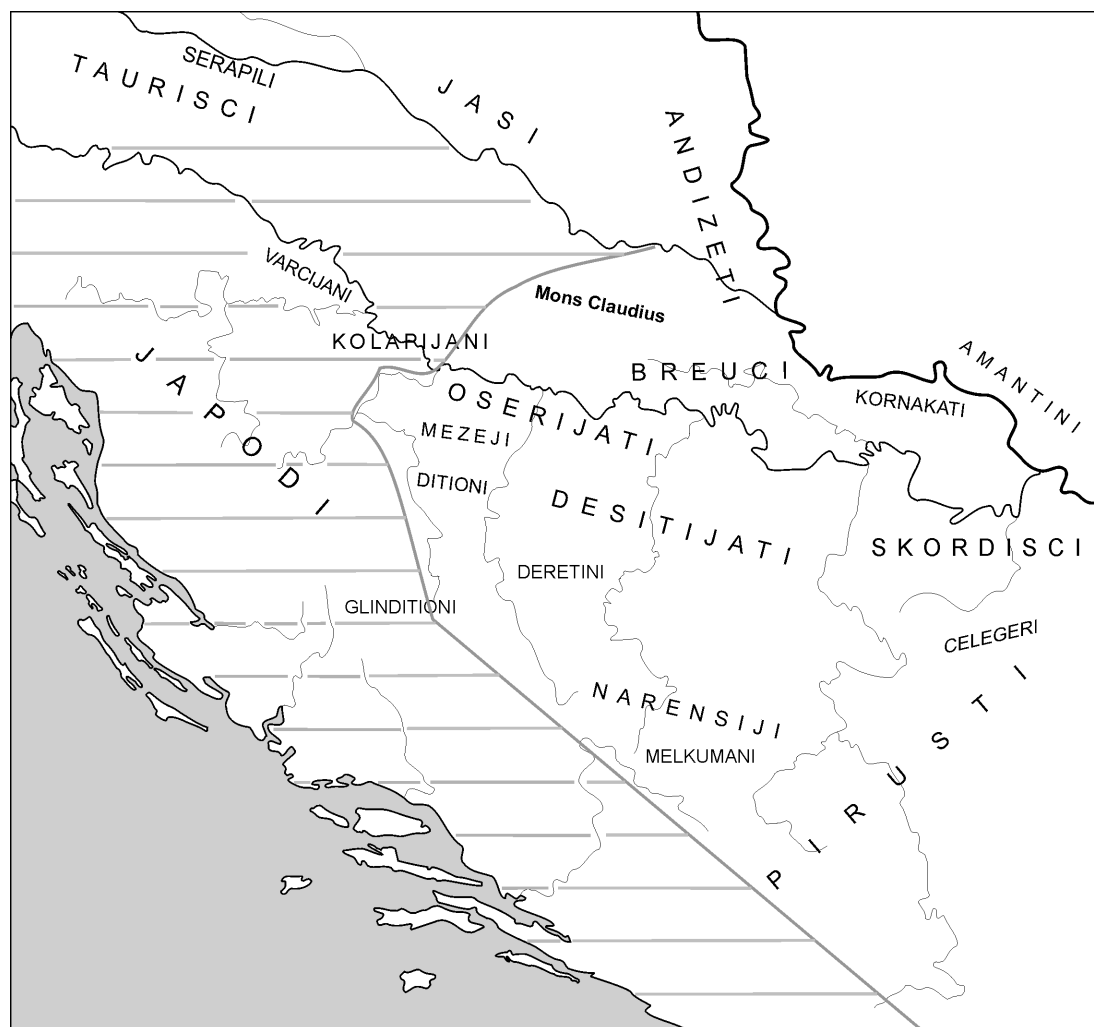 SERAPILI
TAURISCI
JASI
ANDIZETI
VARCIJANI
Mons Claudius
KOLAPIJANI
JAPODI
BREUCI
AMANTINI
KORNAKATI
OSERIJATI
MEZEJI
DITIONI
DESITIJATI
SKORDISCI
DERETINI
GLINDITIONI
CELEGERI
NARENSIJI
MELKUMANI
PIRUSTI